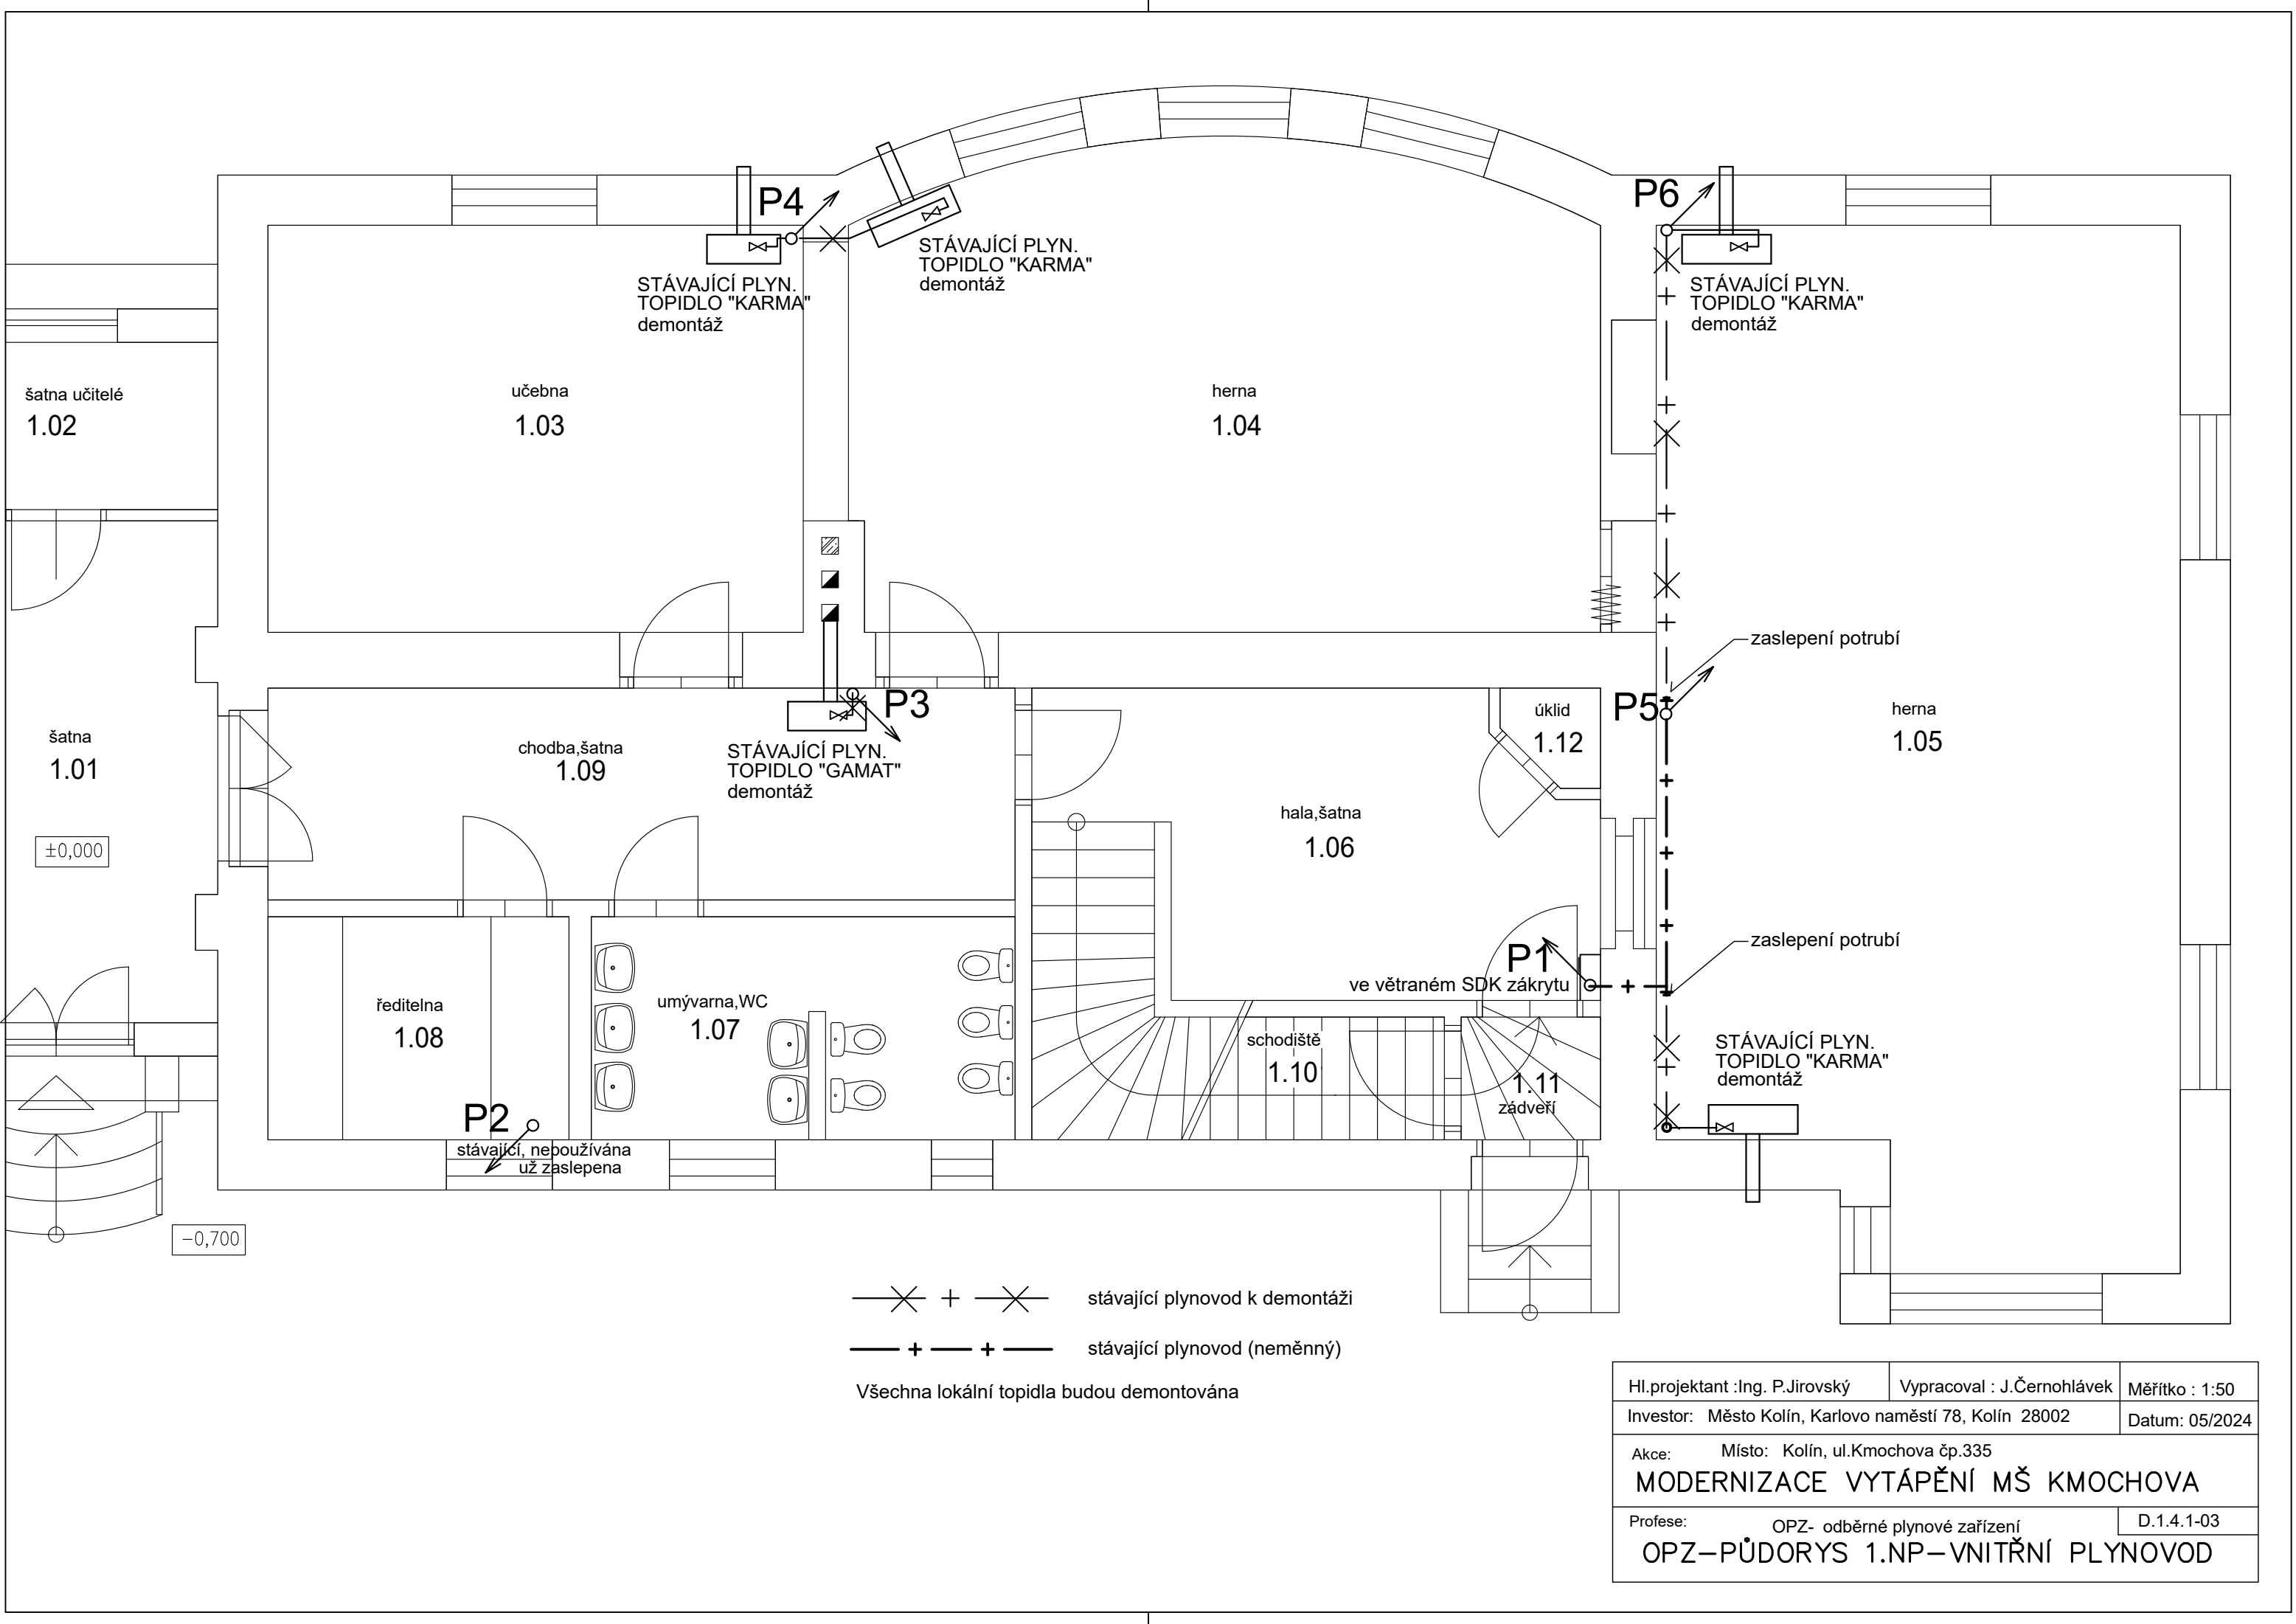 P4
P6
STÁVAJÍCÍ PLYN.
TOPIDLO "KARMA"
demontáž
STÁVAJÍCÍ PLYN.
TOPIDLO "KARMA"
demontáž
STÁVAJÍCÍ PLYN.
TOPIDLO "KARMA"
demontáž
šatna učitelé
1.02
učebna
1.03
herna
1.04
zaslepení potrubí
P3
P5
herna
1.05
úklid
1.12
šatna
1.01
chodba,šatna
1.09
STÁVAJÍCÍ PLYN.
TOPIDLO "GAMAT"
demontáž
hala,šatna
1.06
±0,000
zaslepení potrubí
P1
ve větraném SDK zákrytu
ředitelna
1.08
umývarna,WC
1.07
schodiště
1.10
1.11
zádveří
STÁVAJÍCÍ PLYN.
TOPIDLO "KARMA"
demontáž
P2
stávající, nepoužívána
už zaslepena
-0,700
stávající plynovod k demontáži
stávající plynovod (neměnný)
Všechna lokální topidla budou demontována
Hl.projektant :Ing. P.Jirovský
Vypracoval : J.Černohlávek
Měřítko : 1:50
Investor: Město Kolín, Karlovo naměstí 78, Kolín 28002
Datum: 05/2024
Akce: Místo: Kolín, ul.Kmochova čp.335
MODERNIZACE VYTÁPĚNÍ MŠ KMOCHOVA
Profese: OPZ- odběrné plynové zařízení
D.1.4.1-03
OPZ-PŮDORYS 1.NP-VNITŘNÍ PLYNOVOD